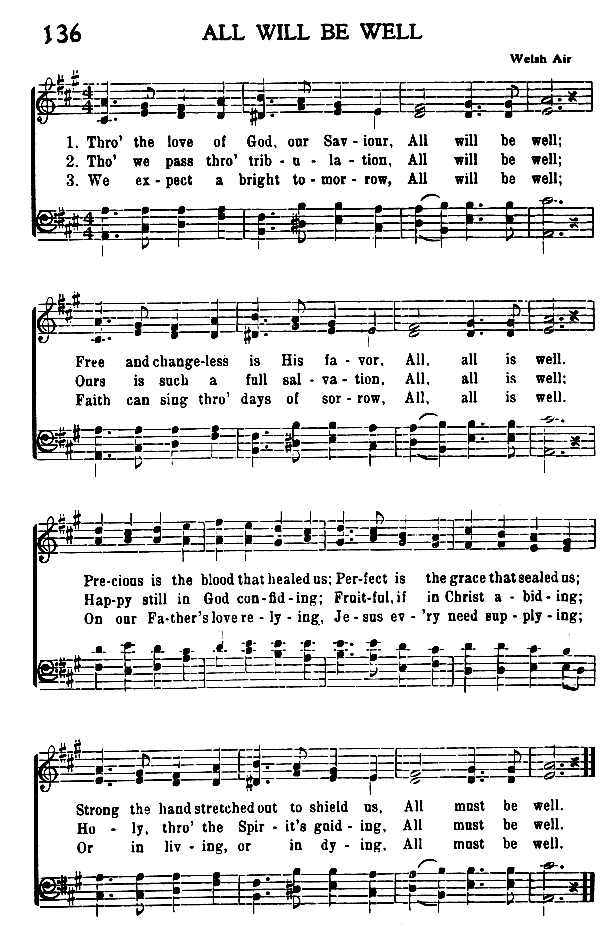 136 ALL WILL BE WELL
Welsh Air
1. Thro' the love of God, our Sav - iour, All will be well;
2. Tho' we pass thro' trib - u - la - tion, All will be well;
3. We ex - pect a bright to - mor - row, All will be well;
Free and change-less is His fa - vor, All, all is well.
Ours is such a full sal - va - tion, All, all is well;
Faith can sing thro' days of sor - row, All, all is well.
Pre-cious is the blood that healed us; Per-fect is the grace that sealed us;
Hap-py still in God con-fid-ing; Fruit-ful, if in Christ a - bid - ing;
On our Fa-ther's love re - ly - ing, Je-sus ev - 'ry need sup - ply - ing;
Strong the hand stretched out to shield us, All must be well.
Ho - ly, thro' the Spir - it's guid - ing, All must be well.
Or in liv - ing, or in dy - ing, All must be well.